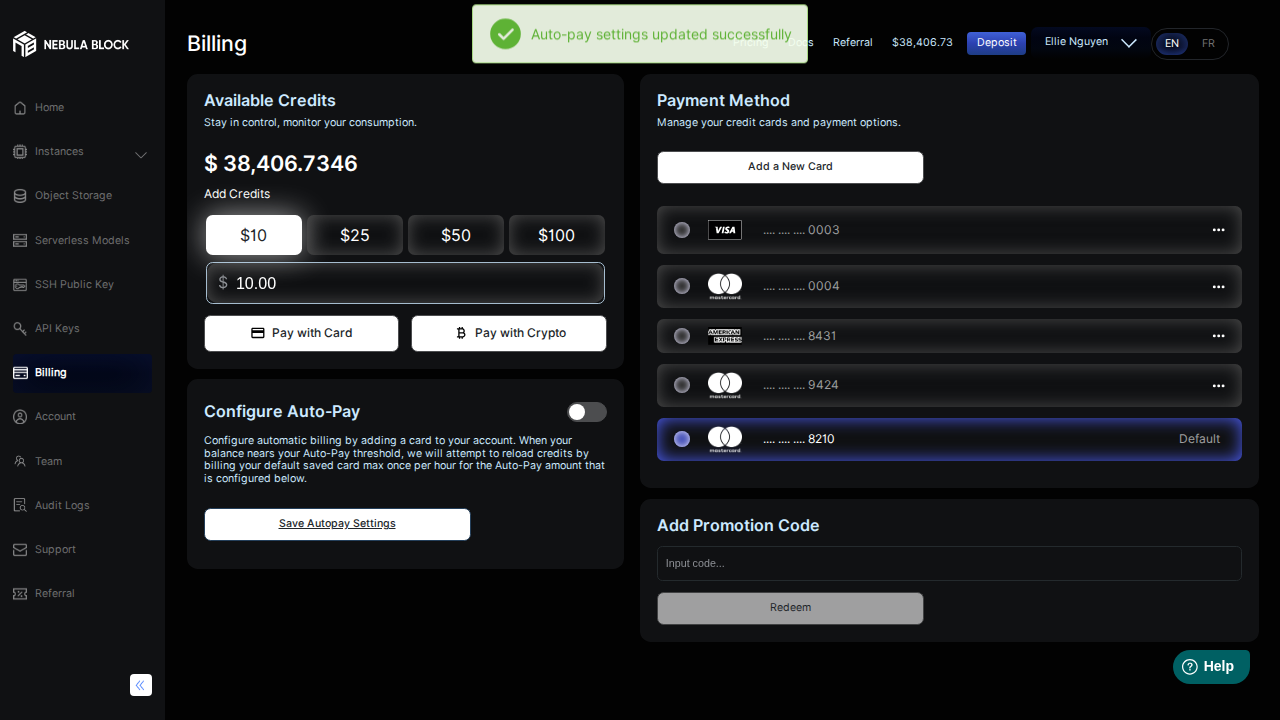 NEBULA BLOCK
Home
Instances
Object Storage
Serverless Models
SSH Public Key
API Keys
Billing
Account
Team
Audit Logs
Support
Referral
Billing
Auto-pay settings updated successfully
Pricing
Docs
Referral
$38,406.73
Deposit
Ellie Nguyen
EN
FR
Available Credits
Stay in control, monitor your consumption.
$ 38,406.7346
Add Credits
$10
$25
$50
$100
$ 10.00
Pay with Card
Pay with Crypto
Configure Auto-Pay
Configure automatic billing by adding a card to your account. When your
balance nears your Auto-Pay threshold, we will attempt to reload credits by
billing your default saved card max once per hour for the Auto-Pay amount that
is configured below.
Save Autopay Settings
Payment Method
Manage your credit cards and payment options.
Add a New Card
VISA .... .... .... 0003
mastercard .... .... .... 0004
AMERICAN EXPRESS .... .... .... 8431
mastercard .... .... .... 9424
mastercard .... .... .... 8210 Default
Add Promotion Code
Input code...
Redeem
Help